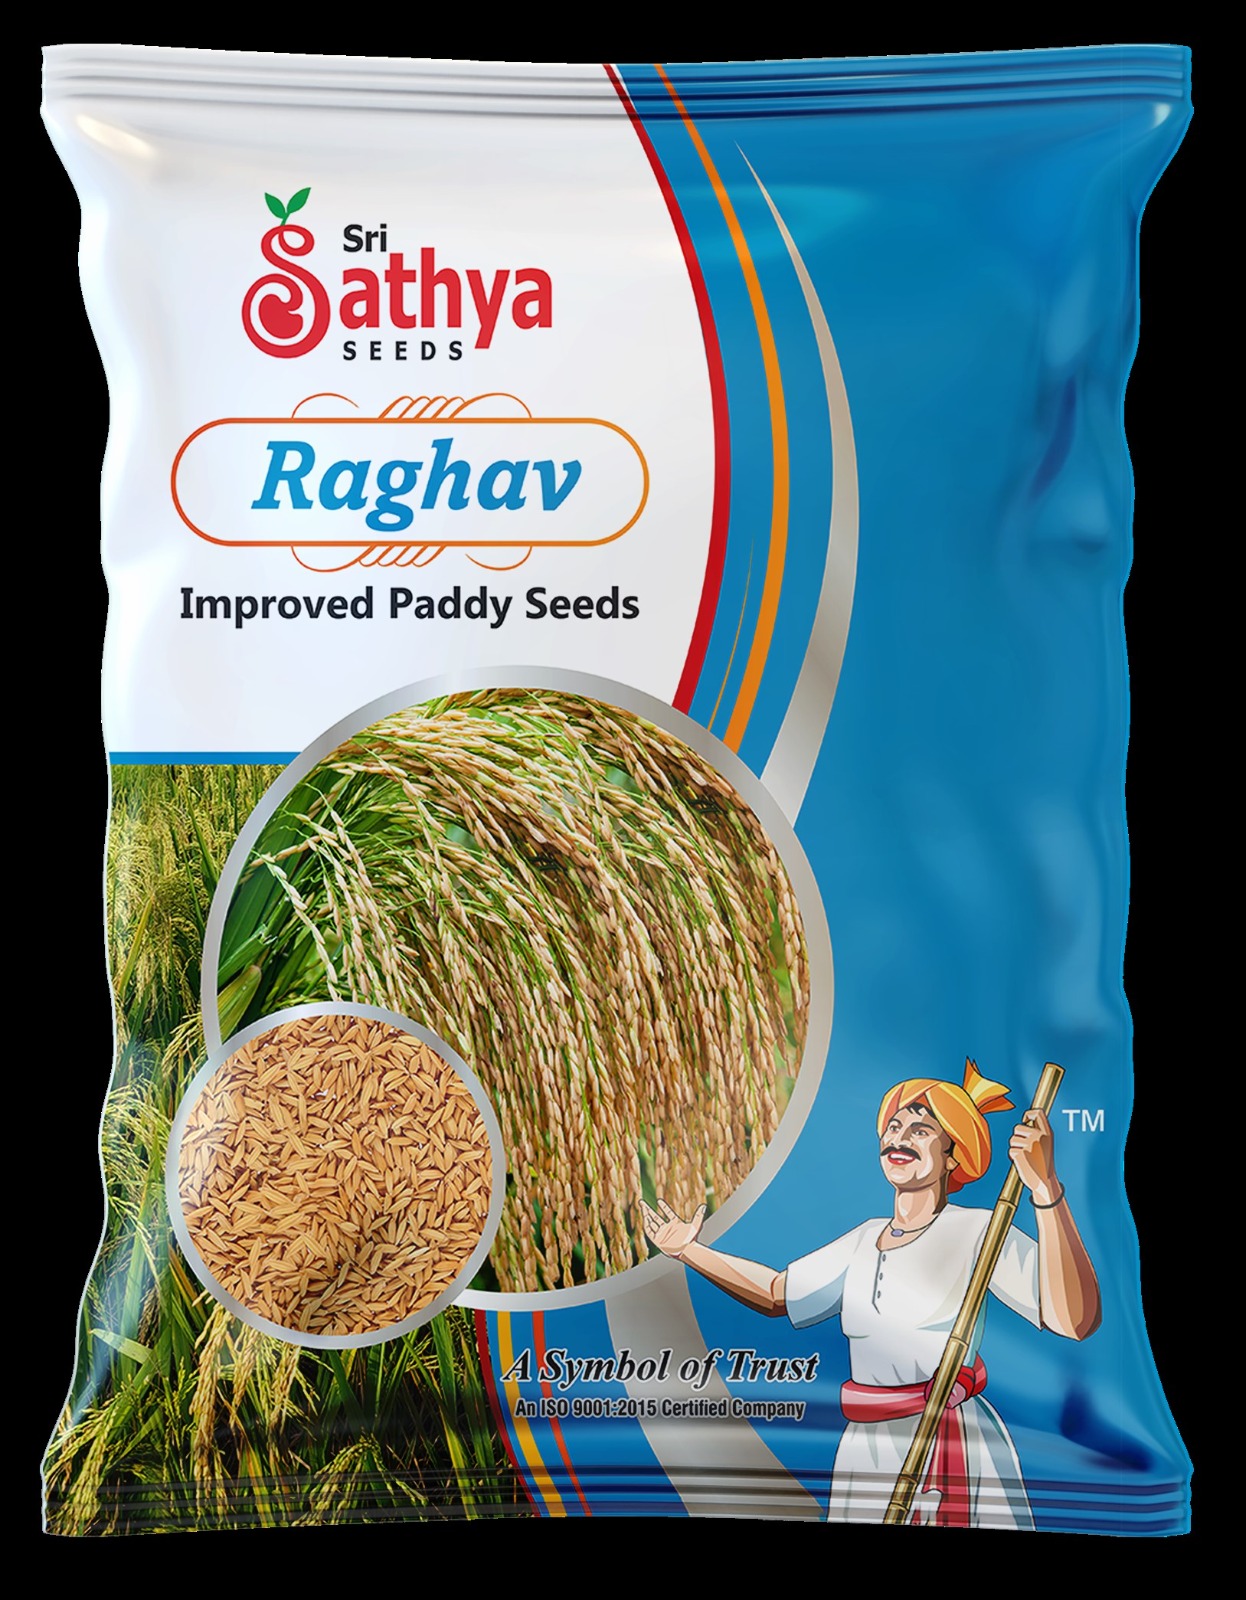 Sri
Sathya
SEEDS
Raghav
Improved Paddy Seeds
TM
A Symbol of Trust
An ISO 9001:2015 Certified Company